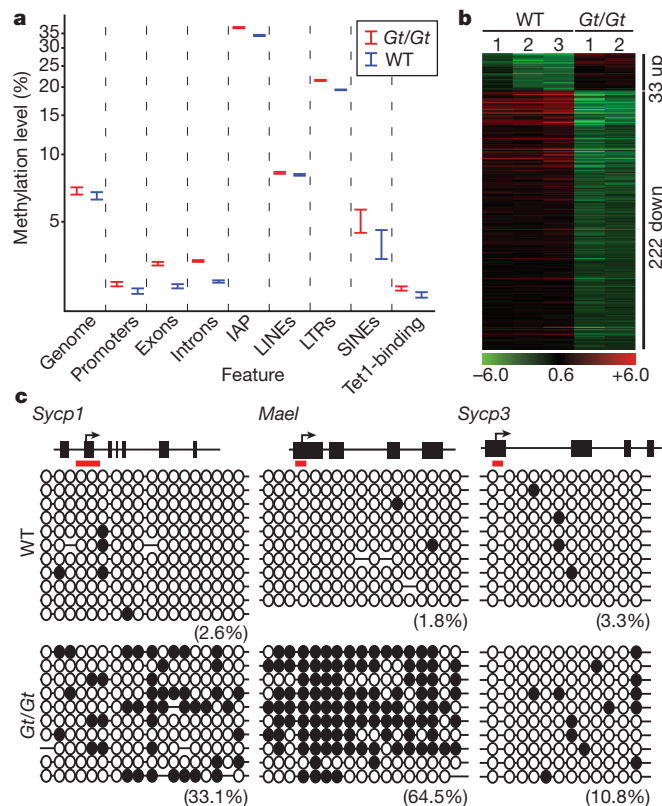 a
Methylation level (%)
35
25
20
15
10
5
Gt/Gt
WT
Genome
Promoters
Exons
Introns
IAP
LINEs
LTRs
SINEs
Tet1-binding
Feature
b
WT Gt/Gt
1 2 3 1 2
33 up
222 down
−6.0 0.6 +6.0
c
Sycp1 Mael Sycp3
WT
(2.6%) (1.8%) (3.3%)
Gt/Gt
(33.1%) (64.5%) (10.8%)